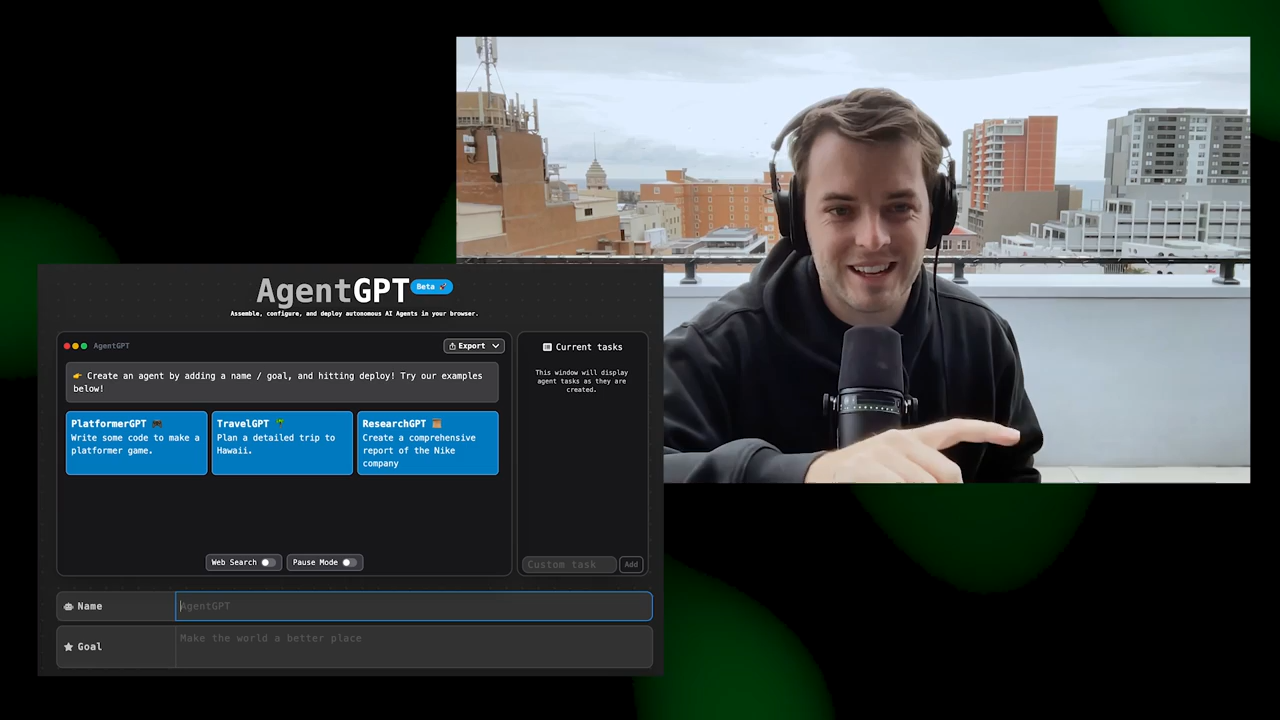 AgentGPT Beta
Assemble, configure, and deploy autonomous AI Agents in your browser.
AgentGPT
Export
👉 Create an agent by adding a name / goal, and hitting deploy! Try our examples
below!
PlatformerGPT 🎮
Write some code to make a
platformer game.
TravelGPT 🌴
Plan a detailed trip to
Hawaii.
ResearchGPT 📜
Create a comprehensive
report of the Nike
company
Web Search
Pause Mode
Current tasks
This window will display
agent tasks as they are
created.
Custom task
Add
Name
AgentGPT
Goal
Make the world a better place